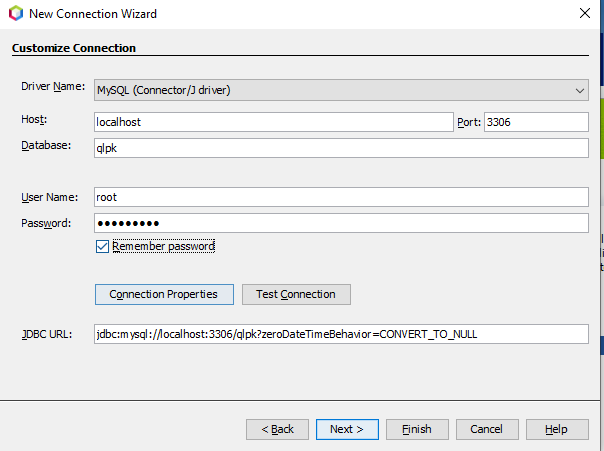 New Connection Wizard
Customize Connection
Driver Name: MySQL (Connector/J driver)
Host: localhost Port: 3306
Database: qlpk
User Name: root
Password: ●●●●●●●●●
Remember password
Connection Properties Test Connection
JDBC URL: jdbc:mysql://localhost:3306/qlpk?zeroDateTimeBehavior=CONVERT_TO_NULL
< Back Next > Finish Cancel Help